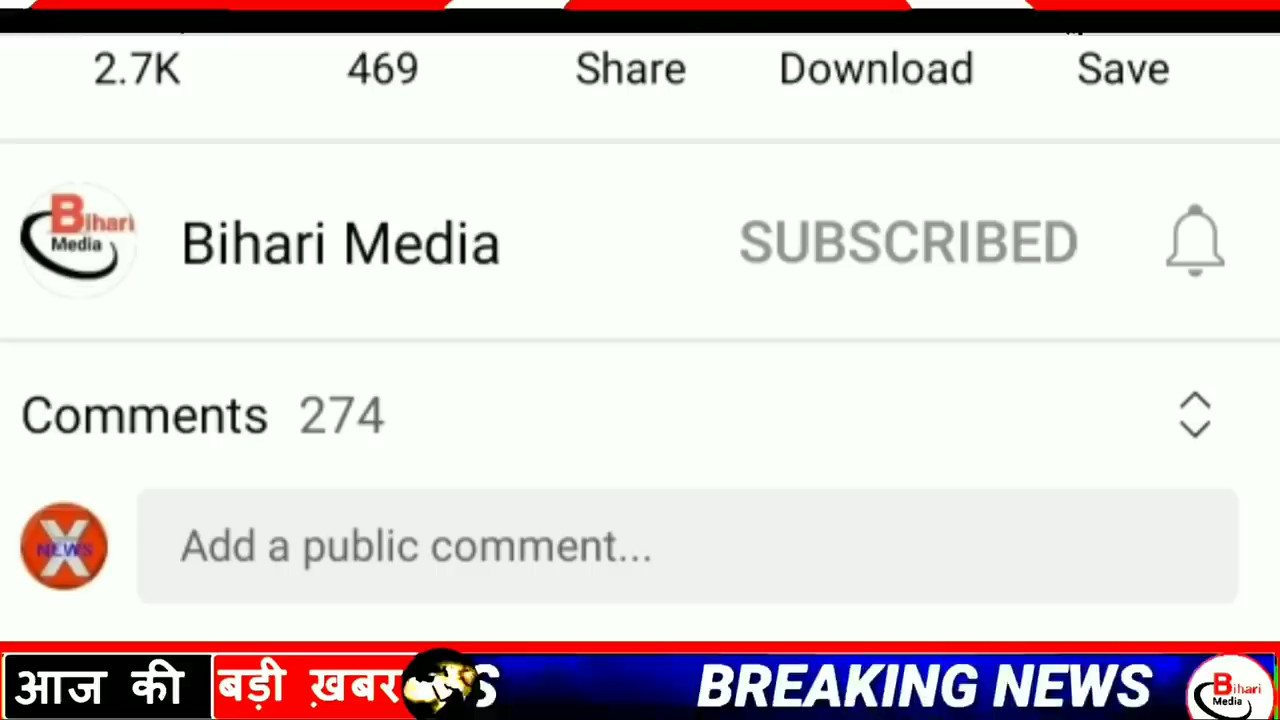 2.7K 469 Share Download Save
Bihari Media
Bihari Media SUBSCRIBED
Comments 274
X NEWS
Add a public comment...
आज की बड़ी ख़बर S BREAKING NEWS
Bihari Media